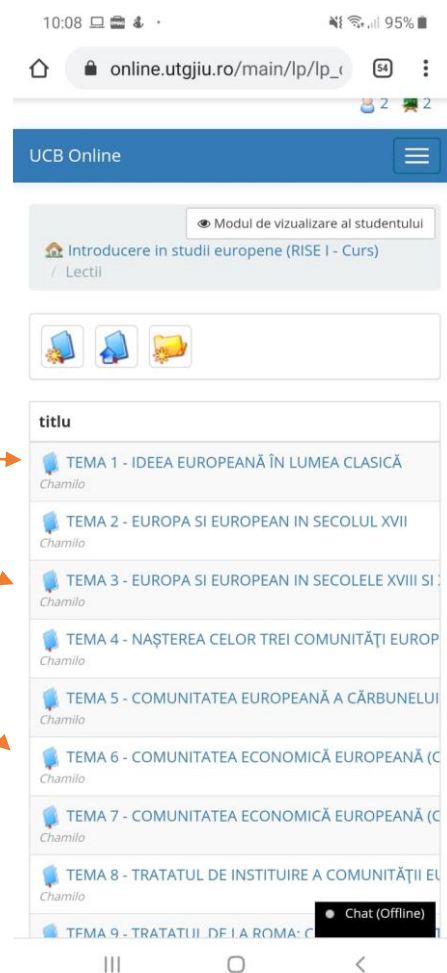 10:08 95%
online.utgjiu.ro/main/lp/lp_ 54
2 2
UCB Online
Modul de vizualizare al studentului
Introducere in studii europene (RISE I - Curs)
/ Lectii
titlu
TEMA 1 - IDEEA EUROPEANĂ ÎN LUMEA CLASICĂ
Chamilo
TEMA 2 - EUROPA SI EUROPEAN IN SECOLUL XVII
Chamilo
TEMA 3 - EUROPA SI EUROPEAN IN SECOLELE XVIII SI
Chamilo
TEMA 4 - NAȘTEREA CELOR TREI COMUNITĂŢI EUROP
Chamilo
TEMA 5 - COMUNITATEA EUROPEANĂ A CĂRBUNELUI
Chamilo
TEMA 6 - COMUNITATEA ECONOMICĂ EUROPEANĂ (C
Chamilo
TEMA 7 - COMUNITATEA ECONOMICĂ EUROPEANĂ (C
Chamilo
TEMA 8 - TRATATUL DE INSTITUIRE A COMUNITĂŢII EU
Chamilo
Chat (Offline)
TEMA 9 - TRATATUL DE LA ROMA: